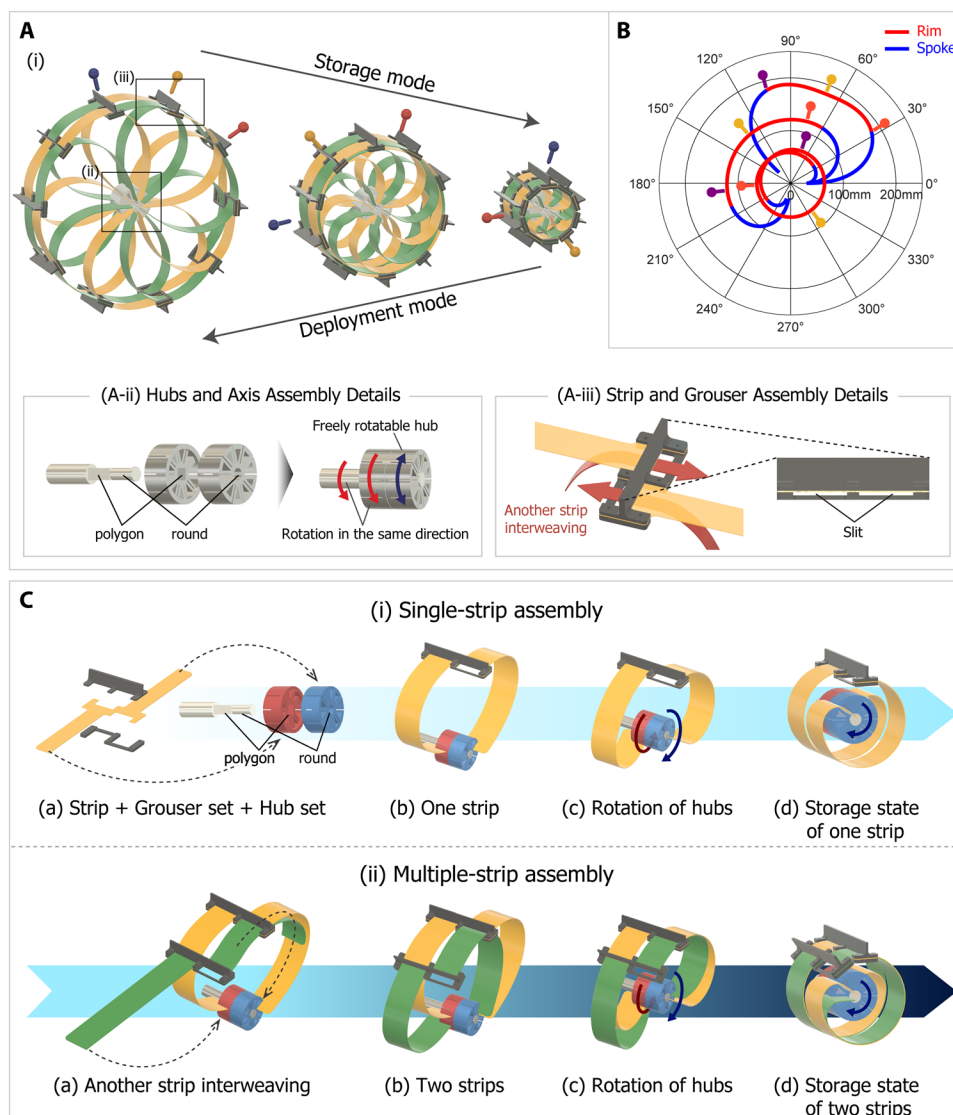 A
(i)
(iii)
(ii)
Storage mode
Deployment mode
B
Rim
Spoke
90°
120°
60°
150°
30°
180°
0
100mm
200mm
0°
210°
330°
240°
300°
270°
(A-ii) Hubs and Axis Assembly Details
Freely rotatable hub
polygon
round
Rotation in the same direction
(A-iii) Strip and Grouser Assembly Details
Another strip
interweaving
Slit
C
(i) Single-strip assembly
polygon
round
(a) Strip + Grouser set + Hub set
(b) One strip
(c) Rotation of hubs
(d) Storage state
of one strip
(ii) Multiple-strip assembly
(a) Another strip interweaving
(b) Two strips
(c) Rotation of hubs
(d) Storage state
of two strips